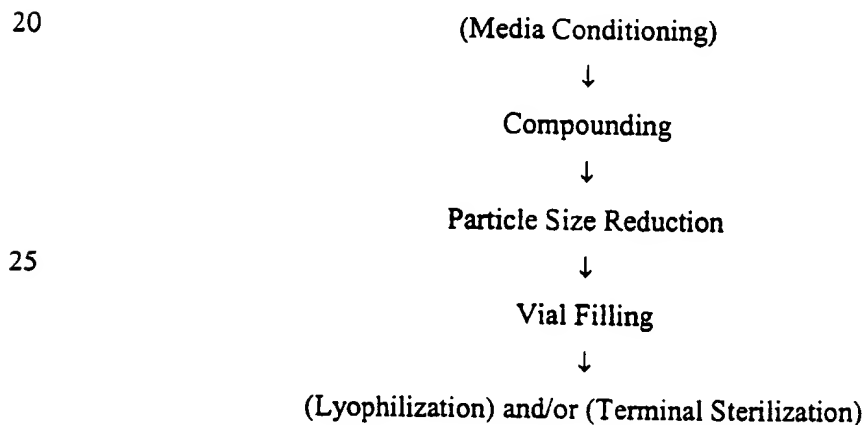 20 (Media Conditioning)
↓
Compounding
↓
Particle Size Reduction
25 ↓
Vial Filling
↓
(Lyophilization) and/or (Terminal Sterilization)